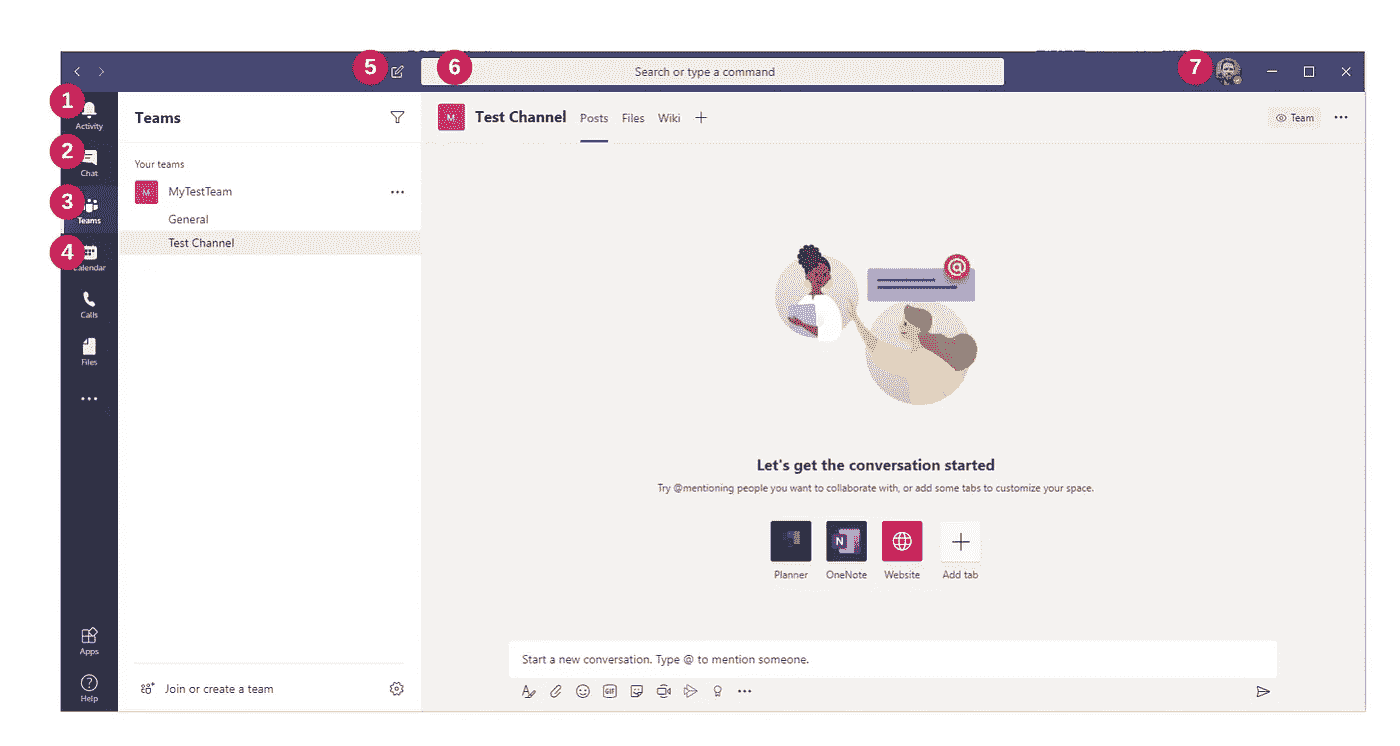 5
6
Search or type a command
7
1
Activity
2
Chat
3
Teams
4
Calendar
Calls
Files
Apps
Help
Teams
Your teams
M MyTestTeam
General
Test Channel
Join or create a team
M Test Channel Posts Files Wiki
Team
@
Let's get the conversation started
Try @mentioning people you want to collaborate with, or add some tabs to customize your space.
N
Planner OneNote Website Add tab
Start a new conversation. Type @ to mention someone.
GIF